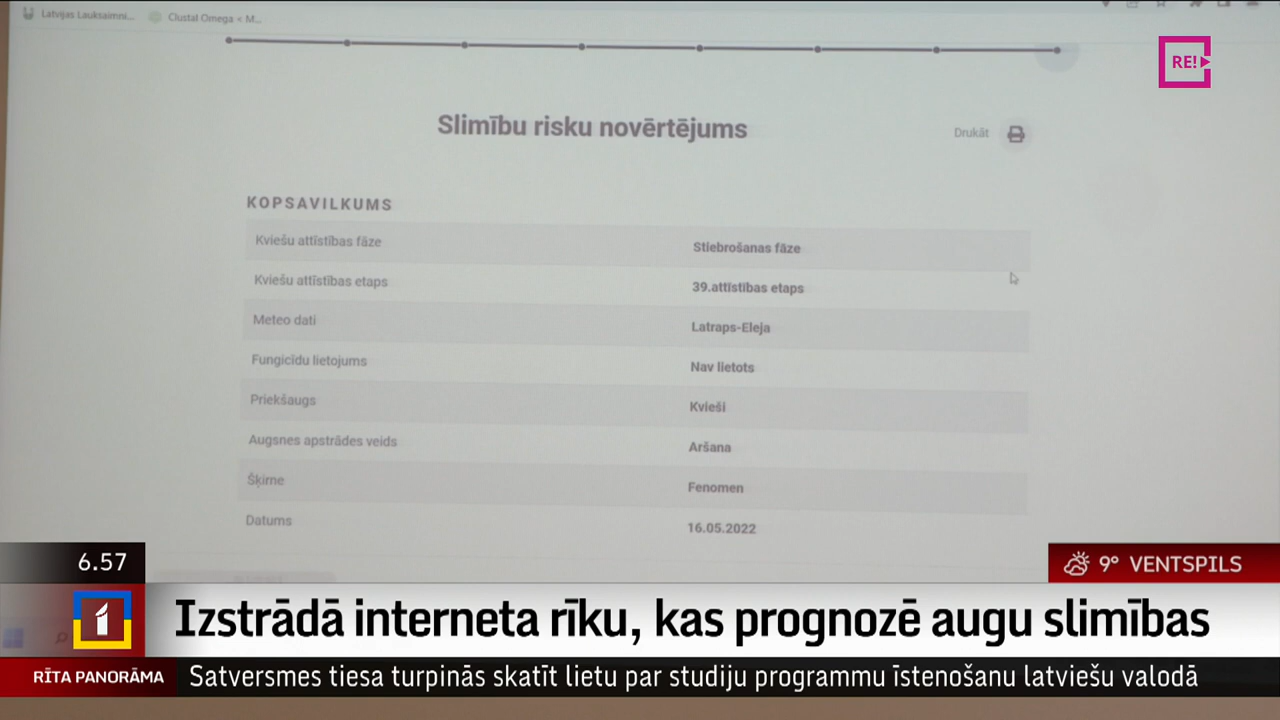 Latvijas Lauksaimni...
Clustal Omega < M...
RE!
Slimību risku novērtējums
Drukāt
KOPSAVILKUMS
Kviešu attīstības fāze Stiebrošanas fāze
Kviešu attīstības etaps 39.attīstības etaps
Meteo dati Latraps-Eleja
Fungicīdu lietojums Nav lietots
Priekšaugs Kvieši
Augsnes apstrādes veids Aršana
Šķirne Fenomen
Datums 16.05.2022
6.57
9° VENTSPILS
1
Izstrādā interneta rīku, kas prognozē augu slimības
RĪTA PANORĀMA Satversmes tiesa turpinās skatīt lietu par studiju programmu īstenošanu latviešu valodā